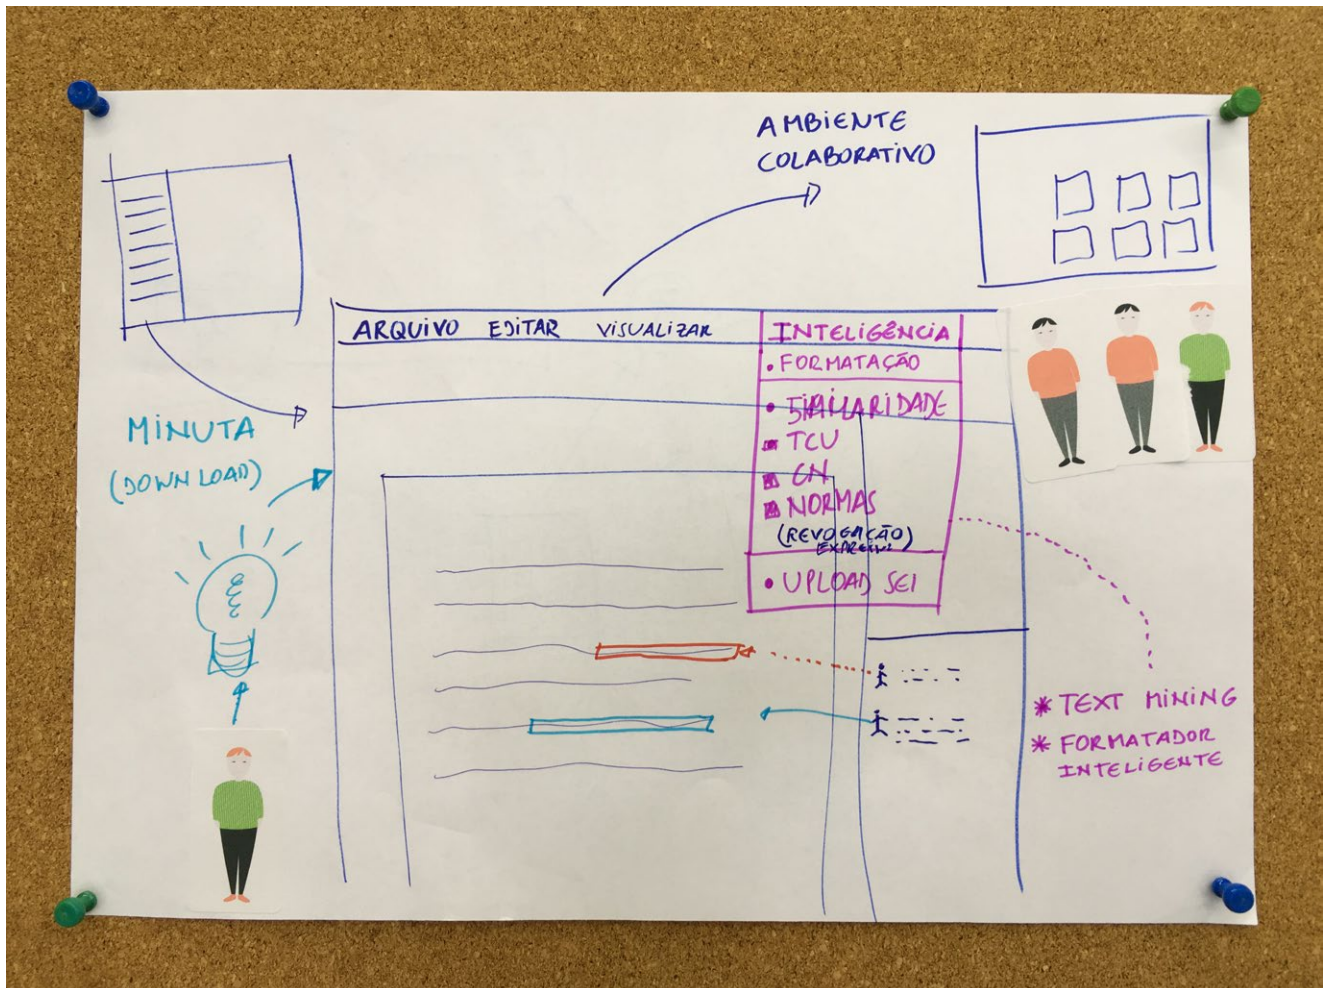 AMBIENTE
COLABORATIVO
ARQUIVO EDITAR VISUALIZAR
INTELIGÊNCIA
• FORMATAÇÃO
• SIMILARIDADE
TCU
CN
NORMAS
(REVOGAÇÃO)
• UPLOAD SEI
MINUTA
(DOWNLOAD)
* TEXT MINING
* FORMATADOR
INTELIGENTE